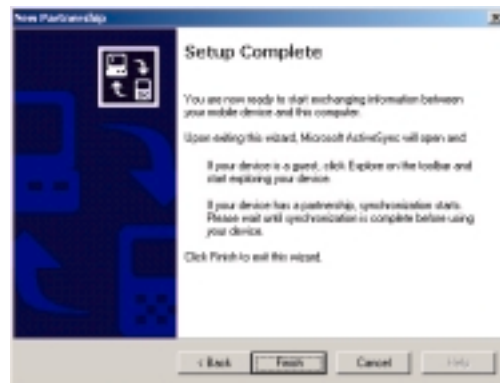 New Partnership
Setup Complete
You are now ready to start exchanging information between
your mobile device and this computer.
Upon exiting this wizard, Microsoft ActiveSync will open and
If your device is a guest, click Explore on the toolbar and
start exploring your device.
If your device has a partnership, synchronization starts.
Please wait until synchronization is complete before using
your device.
Click Finish to exit this wizard.
< Back Finish Cancel Help